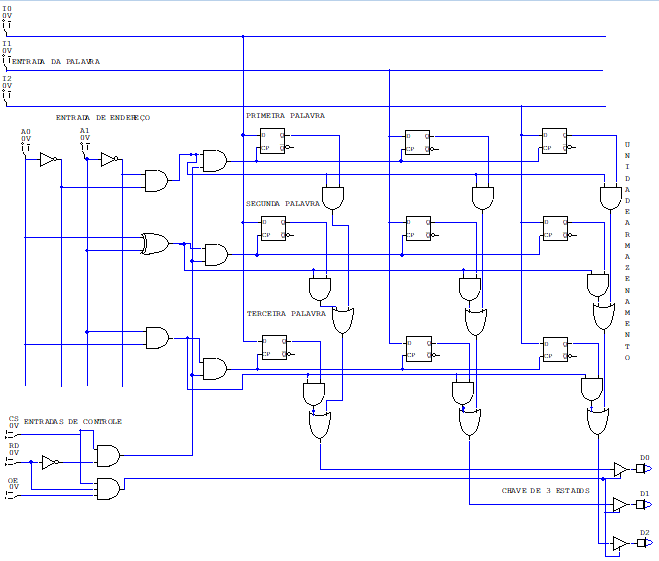 I0
0V
I1
0V
ENTRADA DA PALAVRA
I2
0V
ENTRADA DE ENDEREÇO
A0
0V
A1
0V
PRIMEIRA PALAVRA
D Q
CP Q
D Q
CP Q
D Q
CP Q
SEGUNDA PALAVRA
D Q
CP Q
D Q
CP Q
D Q
CP Q
TERCEIRA PALAVRA
D Q
CP Q
D Q
CP Q
D Q
CP Q
UNIDADE ARMAZENAMENTO
CS
0V
ENTRADAS DE CONTROLE
RD
0V
OE
0V
CHAVE DE 3 ESTADOS
D0
D1
D2